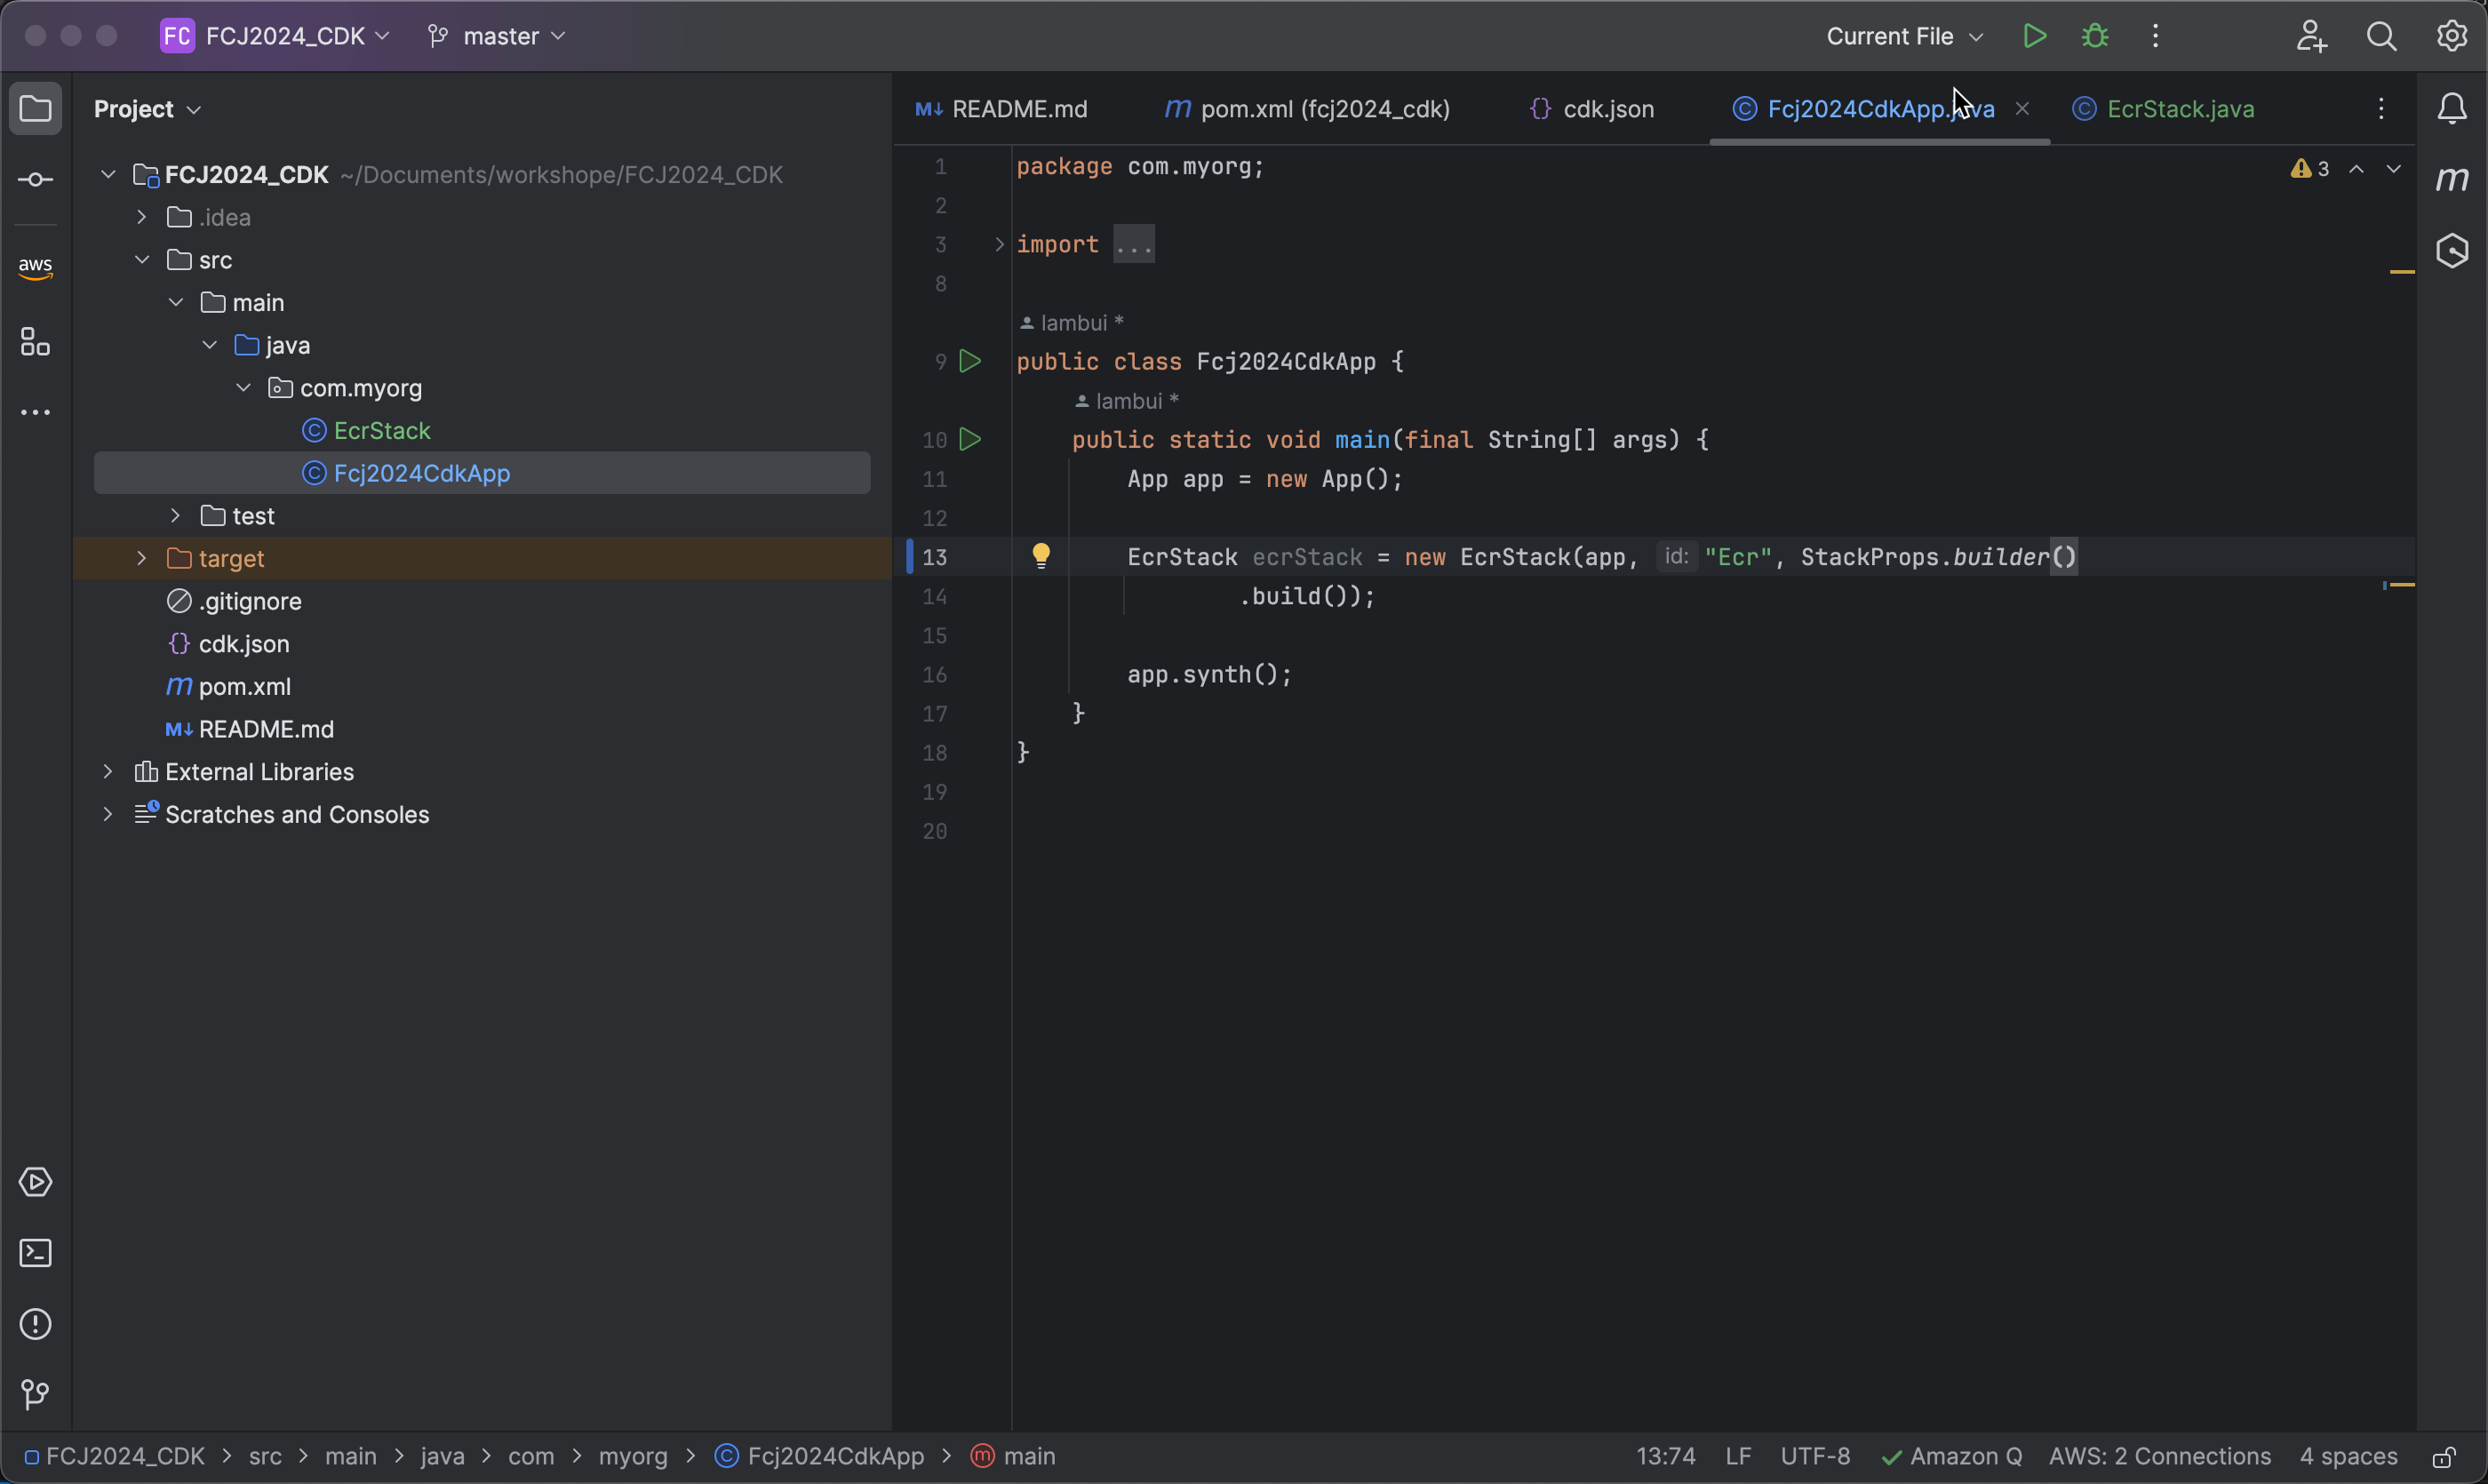 FC FCJ2024_CDK master Current File
Project
FCJ2024_CDK ~/Documents/workshope/FCJ2024_CDK
.idea
src
main
java
com.myorg
EcrStack
Fcj2024CdkApp
test
target
.gitignore
cdk.json
pom.xml
README.md
External Libraries
Scratches and Consoles
aws
README.md pom.xml (fcj2024_cdk) cdk.json Fcj2024CdkApp.java EcrStack.java
3
1 package com.myorg;
2
3 import ...
8
lambui *
9 public class Fcj2024CdkApp {
lambui *
10 public static void main(final String[] args) {
11 App app = new App();
12
13 EcrStack ecrStack = new EcrStack(app, id: "Ecr", StackProps.builder()
14 .build());
15
16 app.synth();
17 }
18 }
19
20
FCJ2024_CDK > src > main > java > com > myorg > Fcj2024CdkApp > main 13:74 LF UTF-8 Amazon Q AWS: 2 Connections 4 spaces